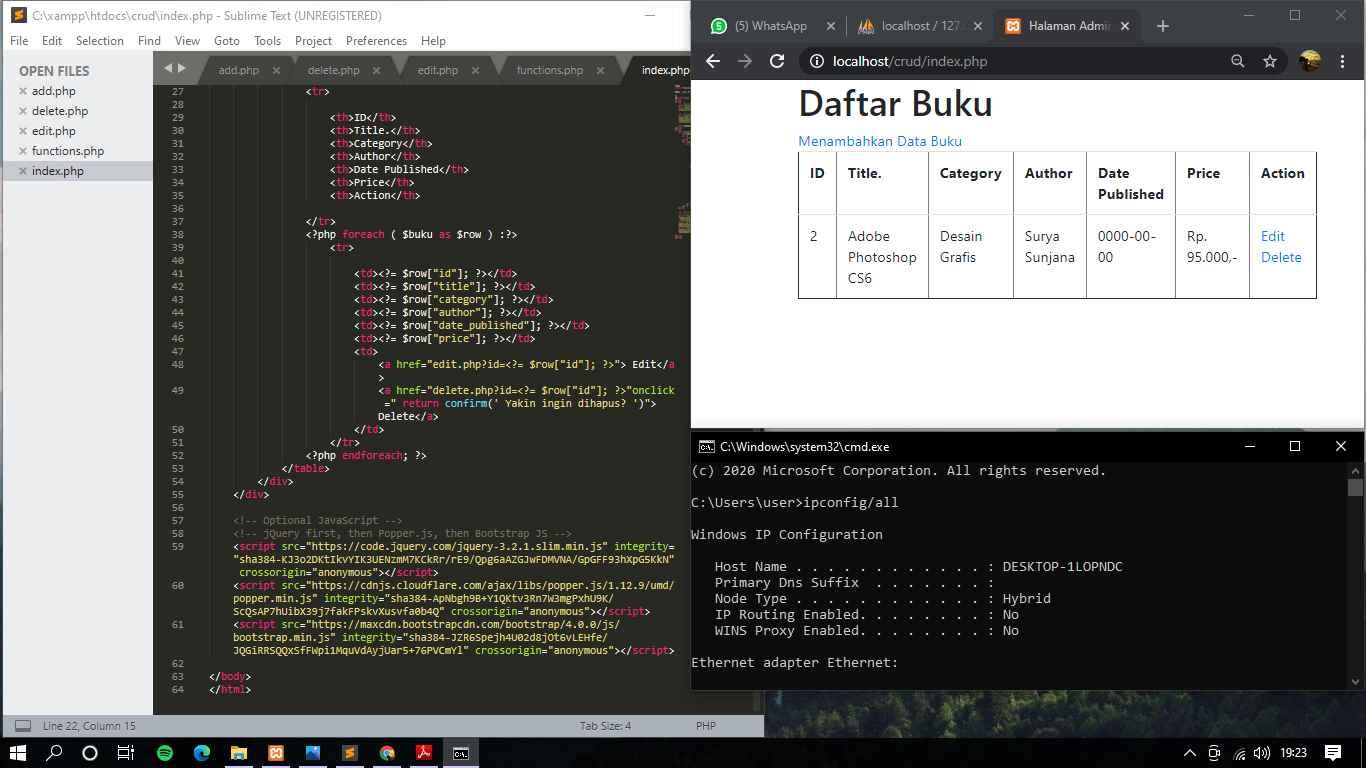 C:\xampp\htdocs\crud\index.php - Sublime Text (UNREGISTERED)
File Edit Selection Find View Goto Tools Project Preferences Help
OPEN FILES
add.php
delete.php
edit.php
functions.php
index.php
add.php delete.php edit.php functions.php index.php
27 <tr>
28
29 <th>ID</th>
30 <th>Title.</th>
31 <th>Category</th>
32 <th>Author</th>
33 <th>Date Published</th>
34 <th>Price</th>
35 <th>Action</th>
36
37 </tr>
38 <?php foreach ( $buku as $row ) :?>
39 <tr>
40
41 <td><?= $row["id"]; ?></td>
42 <td><?= $row["title"]; ?></td>
43 <td><?= $row["category"]; ?></td>
44 <td><?= $row["author"]; ?></td>
45 <td><?= $row["date_published"]; ?></td>
46 <td><?= $row["price"]; ?></td>
47 <td>
48 <a href="edit.php?id=<?= $row["id"]; ?>"> Edit</a
>
49 <a href="delete.php?id=<?= $row["id"]; ?>"onclick
=" return confirm(' Yakin ingin dihapus? ')">
Delete</a>
50 </td>
51 </tr>
52 <?php endforeach; ?>
53 </table>
54 </div>
55 </div>
56
57 <!-- Optional JavaScript -->
58 <!-- jQuery first, then Popper.js, then Bootstrap JS -->
59 <script src="https://code.jquery.com/jquery-3.2.1.slim.min.js" integrity=
"sha384-KJ3o2DKtIkvYIK3UENzmM7KCkRr/rE9/Qpg6aAZGJwFDMVNA/GpGFF93hXpG5KkN"
crossorigin="anonymous"></script>
60 <script src="https://cdnjs.cloudflare.com/ajax/libs/popper.js/1.12.9/umd/
popper.min.js" integrity="sha384-ApNbgh9B+Y1QKtv3Rn7W3mgPxhU9K/
ScQsAP7hUibX39j7fakFPskvXusvfa0b4Q" crossorigin="anonymous"></script>
61 <script src="https://maxcdn.bootstrapcdn.com/bootstrap/4.0.0/js/
bootstrap.min.js" integrity="sha384-JZR6Spejh4U02d8jOt6vLEHfe/
JQGiRRSQQxSfFWpi1MquVdAyjUar5+76PVCmYl" crossorigin="anonymous"></script>
62
63 </body>
64 </html>
Line 22, Column 15 Tab Size: 4 PHP
(5) WhatsApp localhost / 127. Halaman Admin
localhost/crud/index.php
Daftar Buku
Menambahkan Data Buku
ID Title. Category Author Date Published Price Action
2 Adobe Photoshop CS6 Desain Grafis Surya Sunjana 0000-00-00 Rp. 95.000,- Edit Delete
C:\Windows\system32\cmd.exe
(c) 2020 Microsoft Corporation. All rights reserved.
C:\Users\user>ipconfig/all
Windows IP Configuration
Host Name . . . . . . . . . . . . : DESKTOP-1LOPNDC
Primary Dns Suffix . . . . . . . :
Node Type . . . . . . . . . . . . : Hybrid
IP Routing Enabled. . . . . . . . : No
WINS Proxy Enabled. . . . . . . . : No
Ethernet adapter Ethernet:
19:23